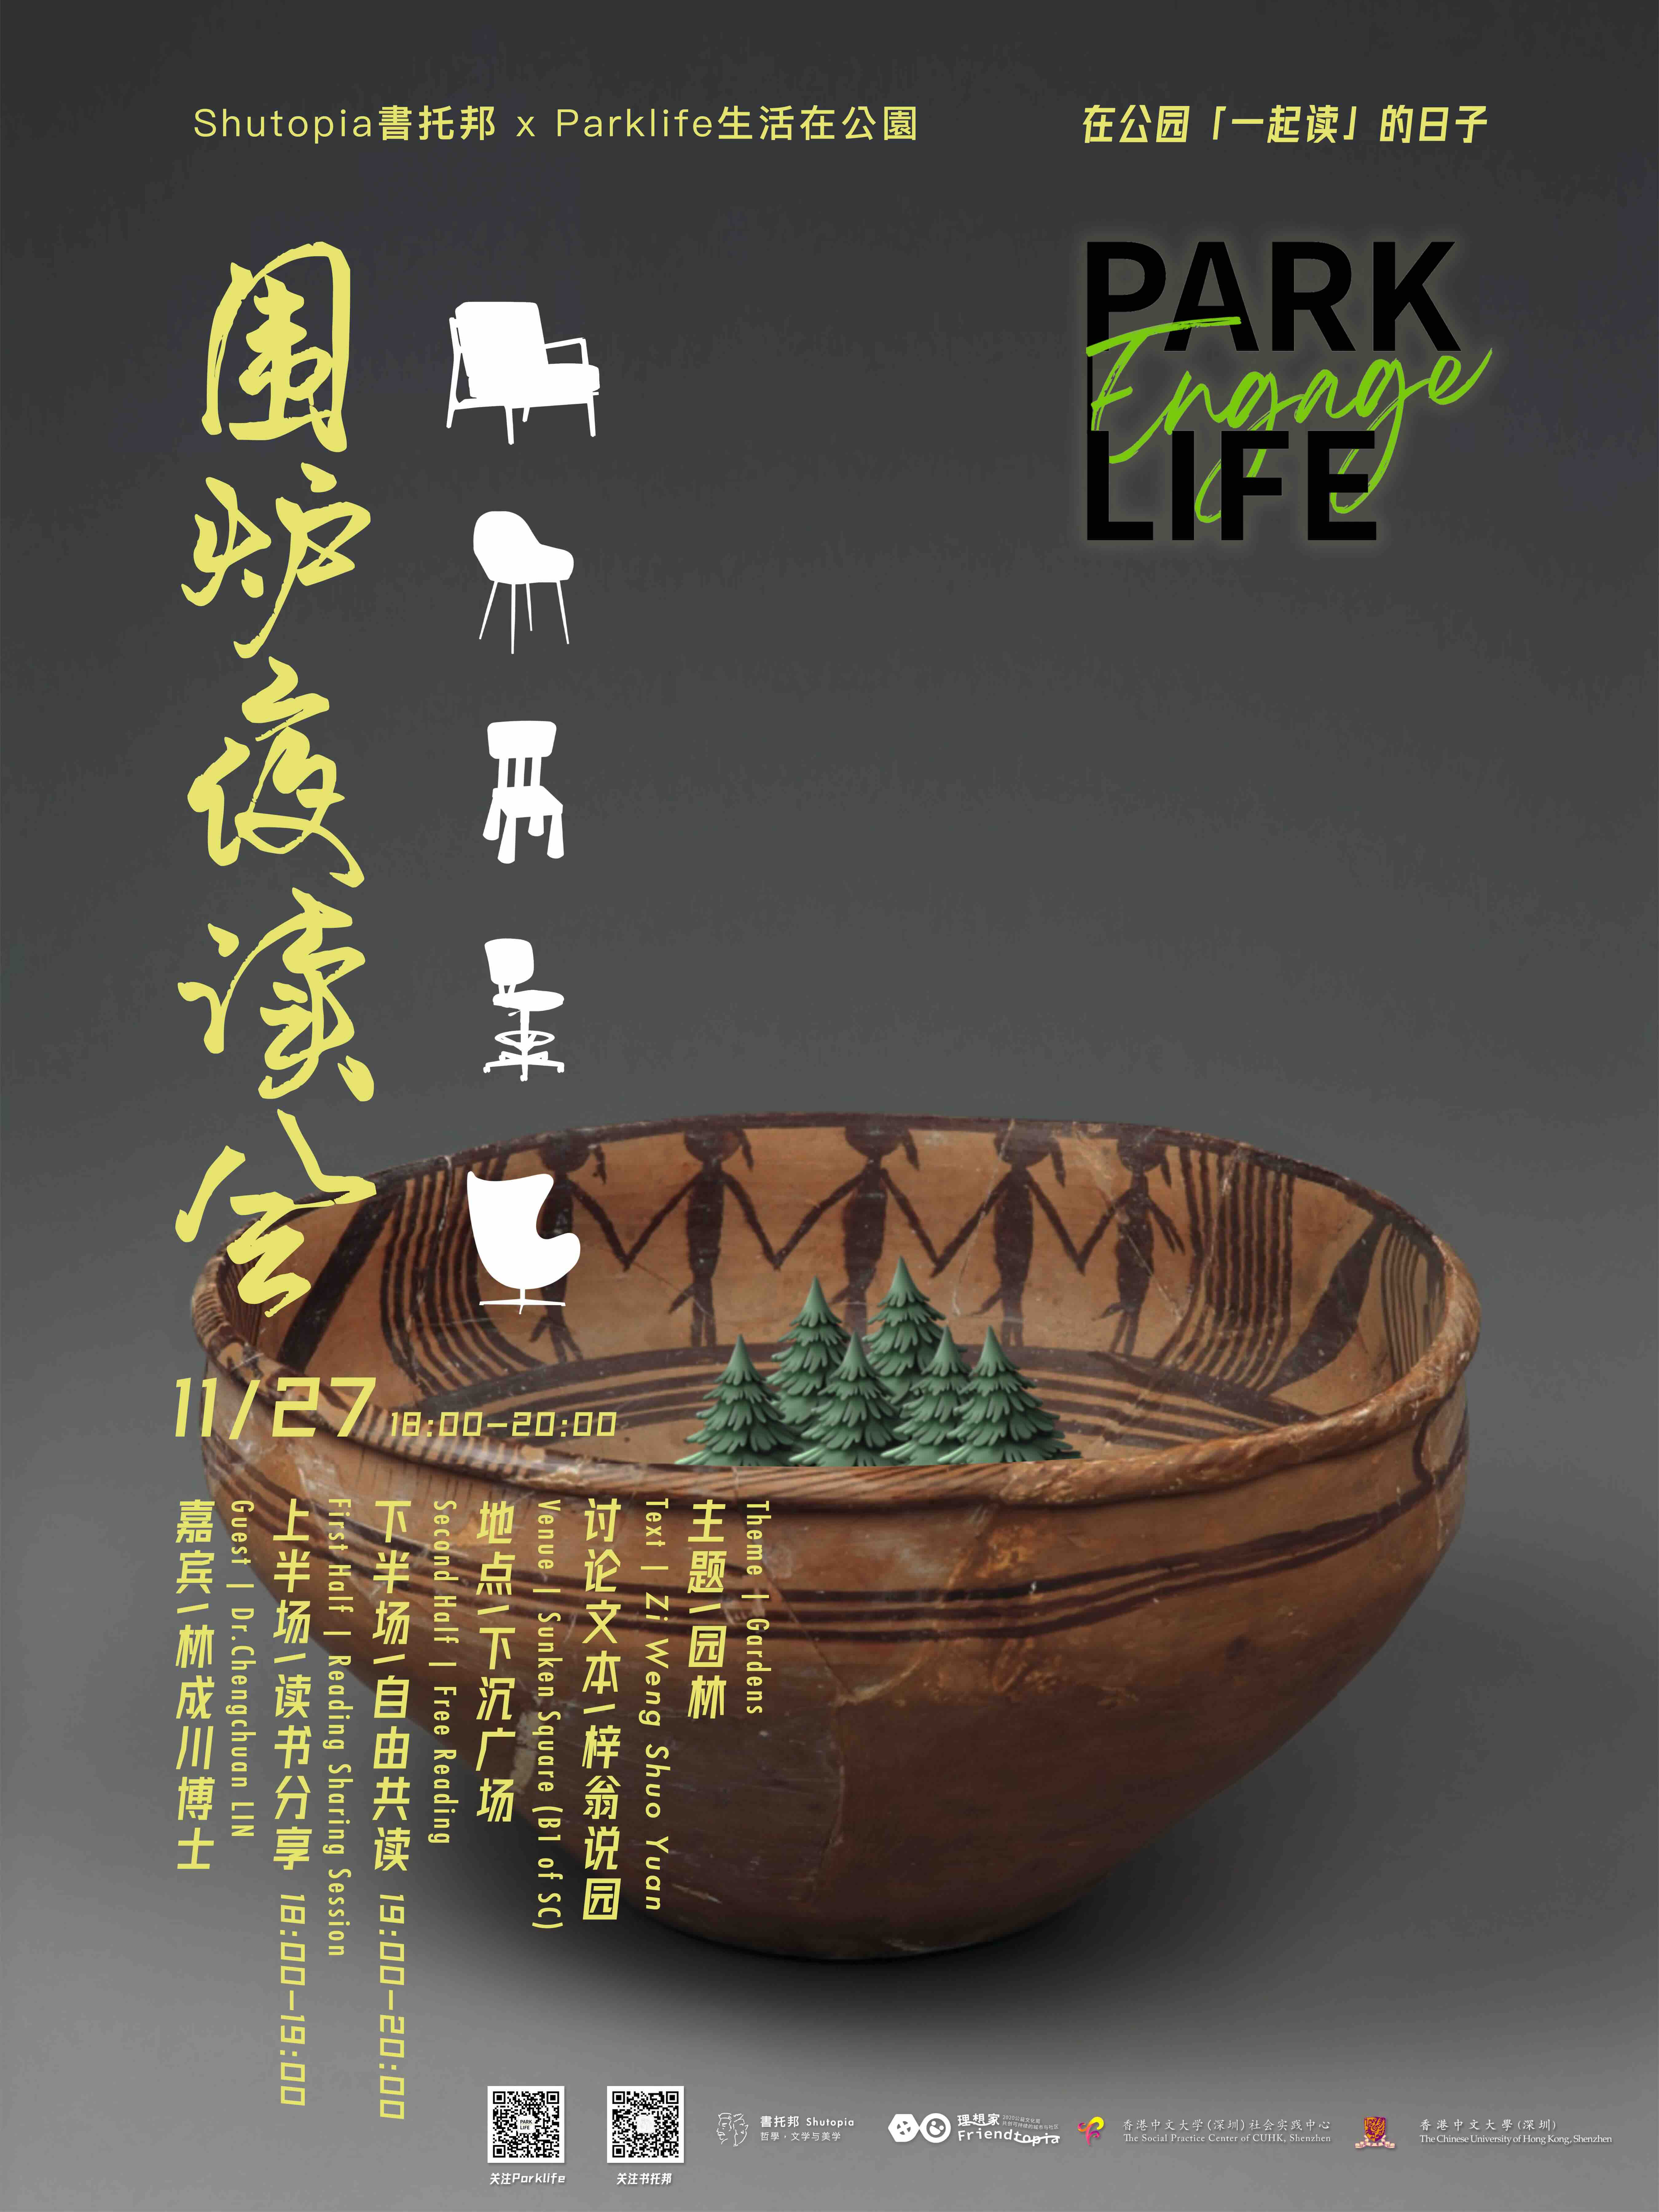 Shutopia書托邦 x Parklife生活在公園
在公园「一起读」的日子
PARK
Engage
LIFE
围炉夜读会
11/27 18:00-20:00
嘉宾|林成川博士
Guest | Dr.Chengchuan LIN
上半场|读书分享 18:00-19:00
First Half | Reading Sharing Session
下半场|自由共读 19:00-20:00
Second Half | Free Reading
地点|下沉广场
Venue | Sunken Square (B1 of SC)
讨论文本|梓翁说园
Text | Zi Weng Shuo Yuan
主题|园林
Theme | Gardens
关注Parklife
关注书托邦
書托邦 Shutopia
哲學·文学与美学
理想家
Friendtopia
香港中文大学(深圳)社会实践中心
The Social Practice Center of CUHK, Shenzhen
香港中文大學(深圳)
The Chinese University of Hong Kong, Shenzhen